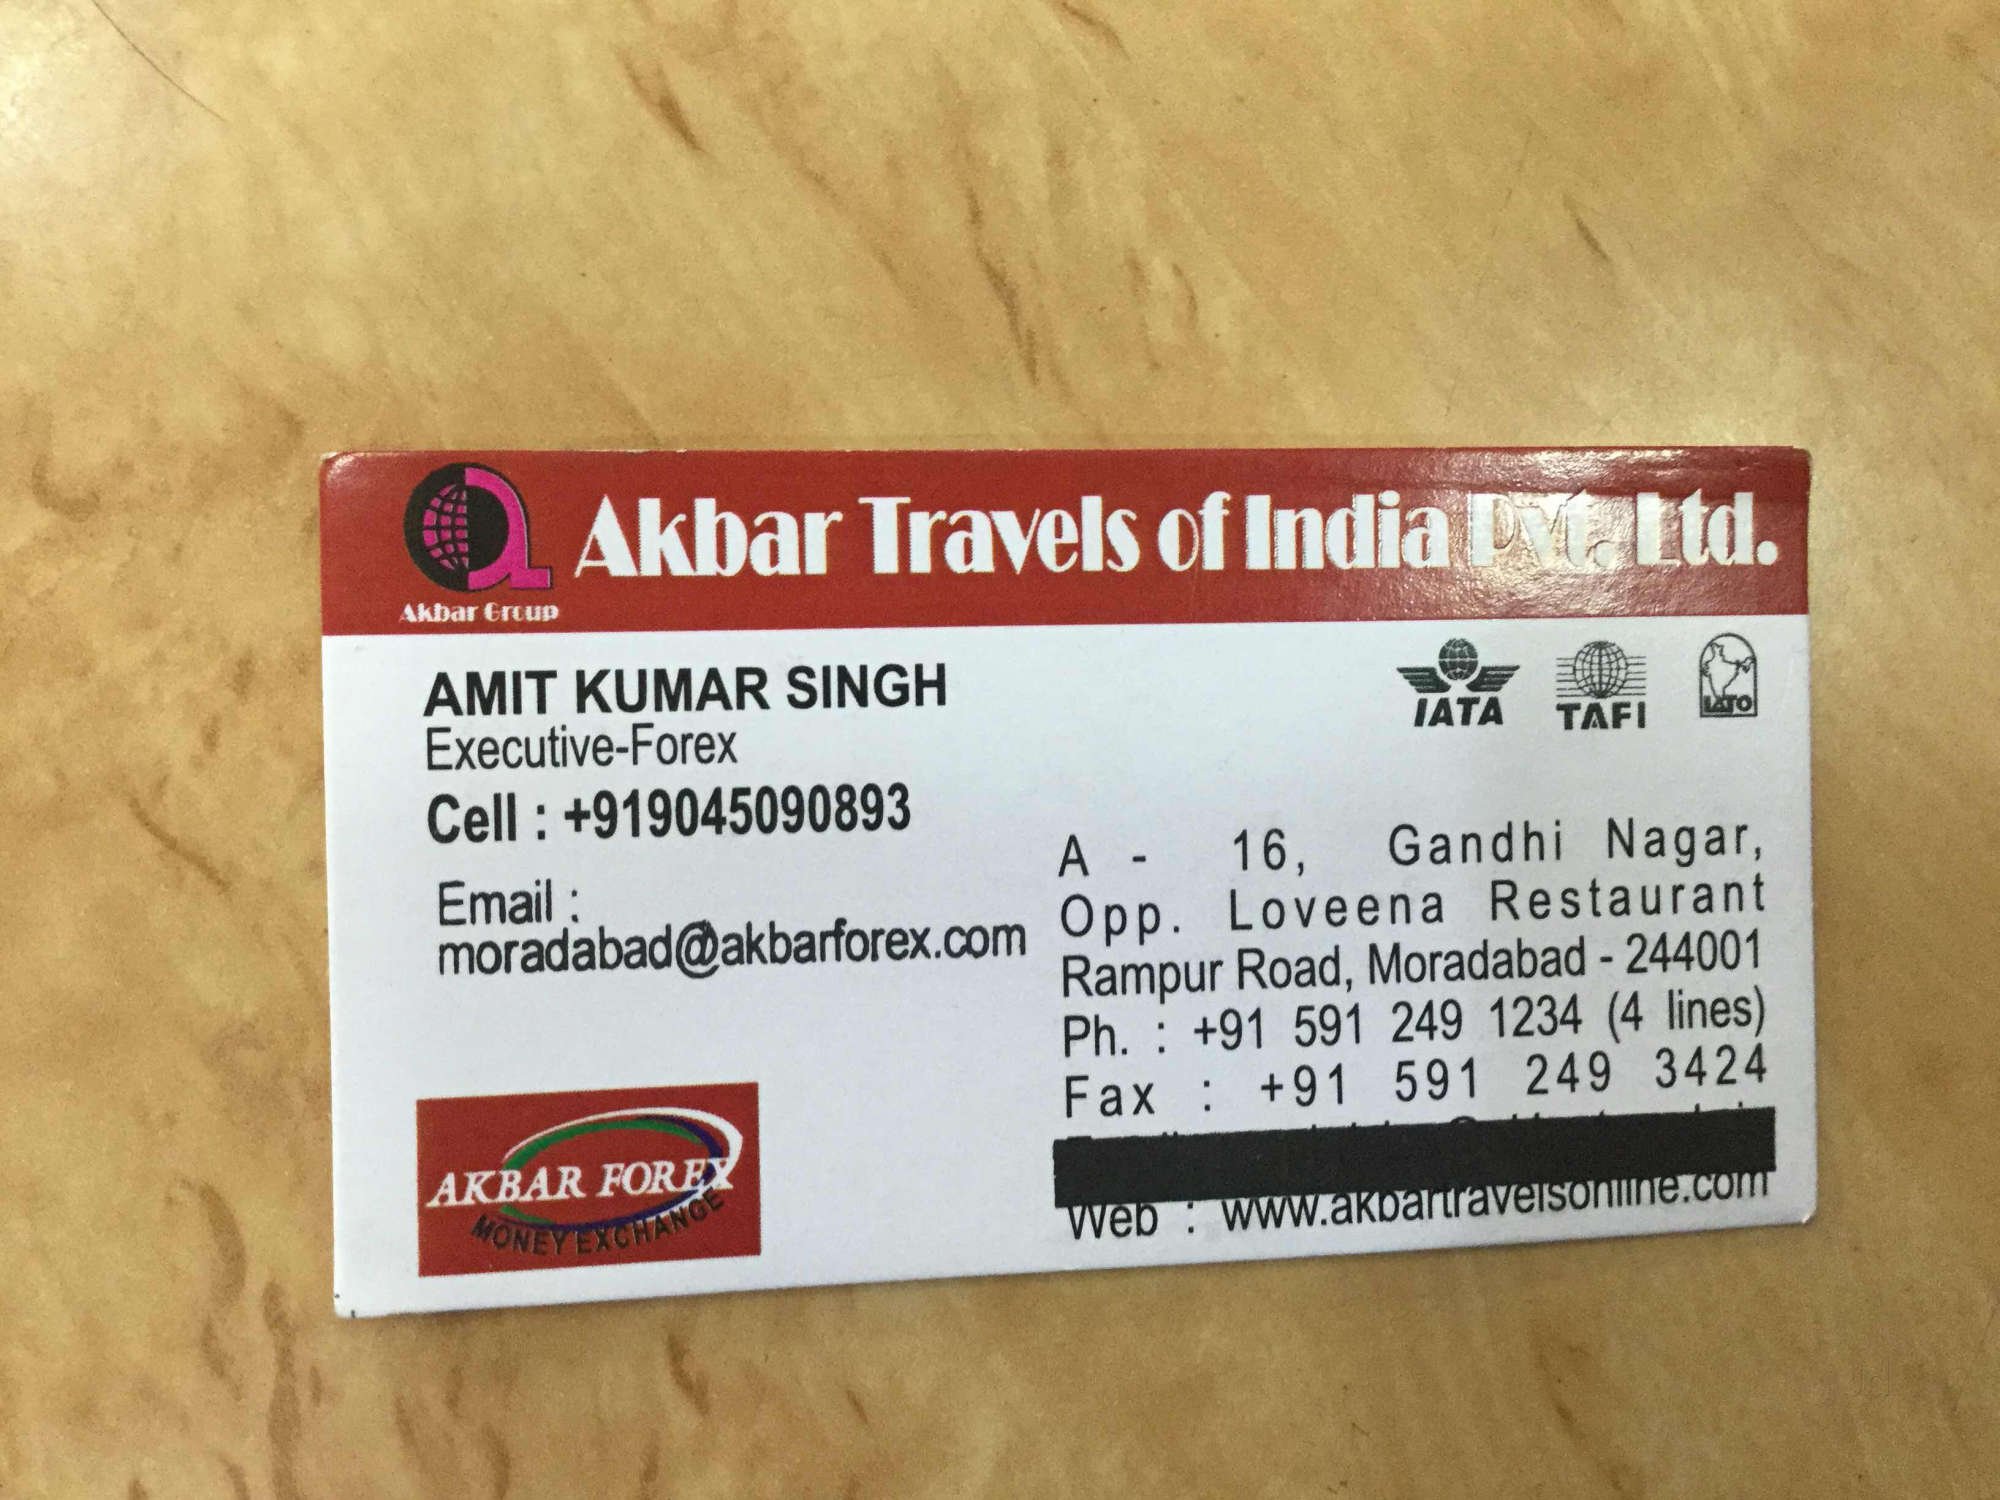 Akbar Travels of India Pvt. Ltd.
Akbar Group
AMIT KUMAR SINGH
Executive-Forex
Cell : +919045090893
Email :
moradabad@akbarforex.com
IATA
TAFI
IATO
A - 16, Gandhi Nagar,
Opp. Loveena Restaurant
Rampur Road, Moradabad - 244001
Ph. : +91 591 249 1234 (4 lines)
Fax : +91 591 249 3424
Web : www.akbartravelsonline.com
AKBAR FOREX
MONEY EXCHANGE